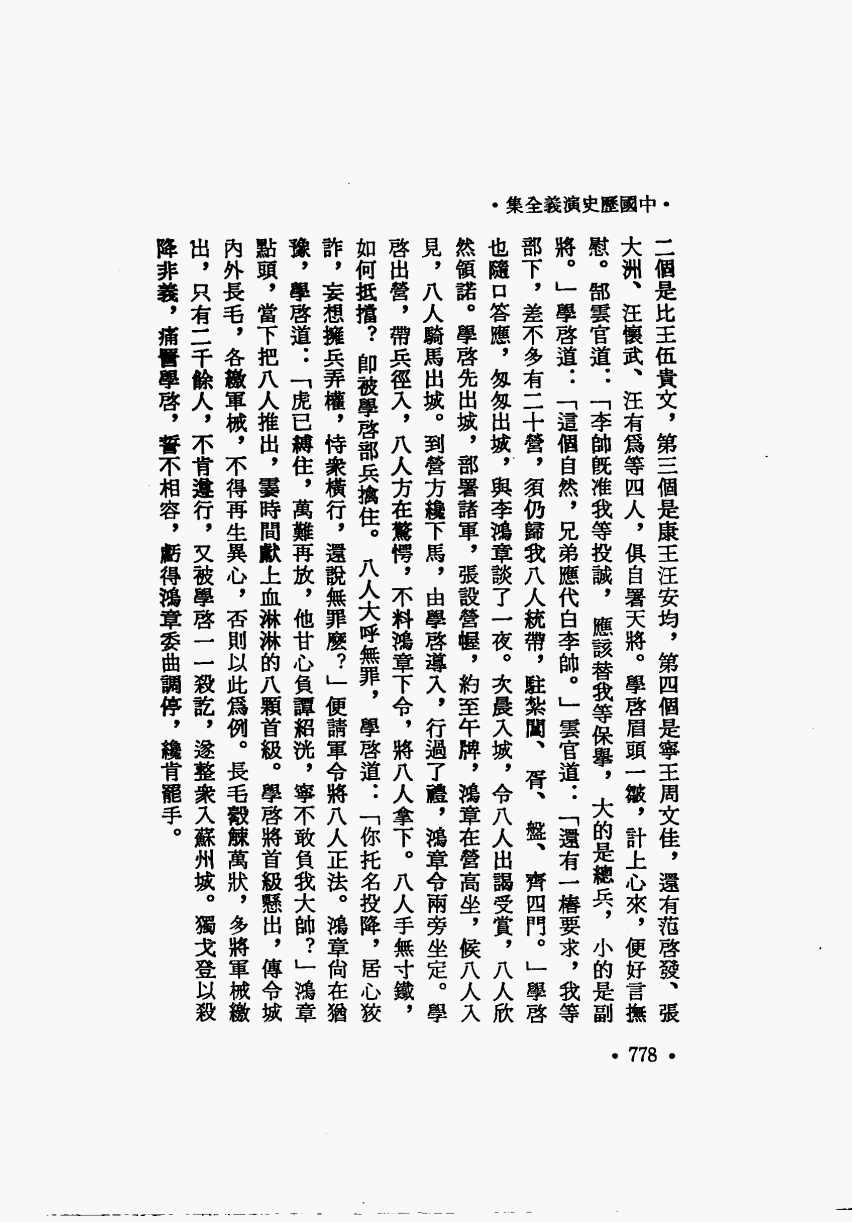 •中國歷史演義全集•
二個是比王伍貴文，第三個是康王汪安均，第四個是寧王周文佳，還有范啓發、張
大洲、汪懷武、汪有爲等四人，俱自署天將。學啓眉頭一皺，計上心來，便好言撫
慰。郜雲官道：「李帥旣准我等投誠，應該替我等保舉，大的是總兵，小的是副
將。」學啓道：「這個自然，兄弟應代白李帥。」雲官道：「還有一樁要求，我等
部下，差不多有二十營，須仍歸我八人統帶，駐紮閶、胥、盤、齊四門。」學啓
也隨口答應，匆匆出城，與李鴻章談了一夜。次晨入城，令八人出謁受賞，八人欣
然領諾。學啓先出城，部署諸軍，張設營幄，約至午牌，鴻章在營高坐，候八人入
見，八人騎馬出城。到營方纔下馬，由學啓導入，行過了禮，鴻章令兩旁坐定。學
啓出營，帶兵徑入，八人方在驚愕，不料鴻章下令，將八人拿下。八人手無寸鐵，
如何抵擋？卽被學啓部兵擒住。八人大呼無罪，學啓道：「你托名投降，居心狡
詐，妄想擁兵弄權，恃衆橫行，還說無罪麼？」便請軍令將八人正法。鴻章尙在猶
豫，學啓道：「虎已縛住，萬難再放，他甘心負譚紹洸，寧不敢負我大帥？」鴻章
點頭，當下把八人推出，霎時間獻上血淋淋的八顆首級。學啓將首級懸出，傳令城
內外長毛，各繳軍械，不得再生異心，否則以此爲例。長毛觳觫萬狀，多將軍械繳
出，只有二千餘人，不肯遵行，又被學啓一一殺訖，遂整衆入蘇州城。獨戈登以殺
降非義，痛詈學啓，誓不相容，虧得鴻章委曲調停，纔肯罷手。
•778•